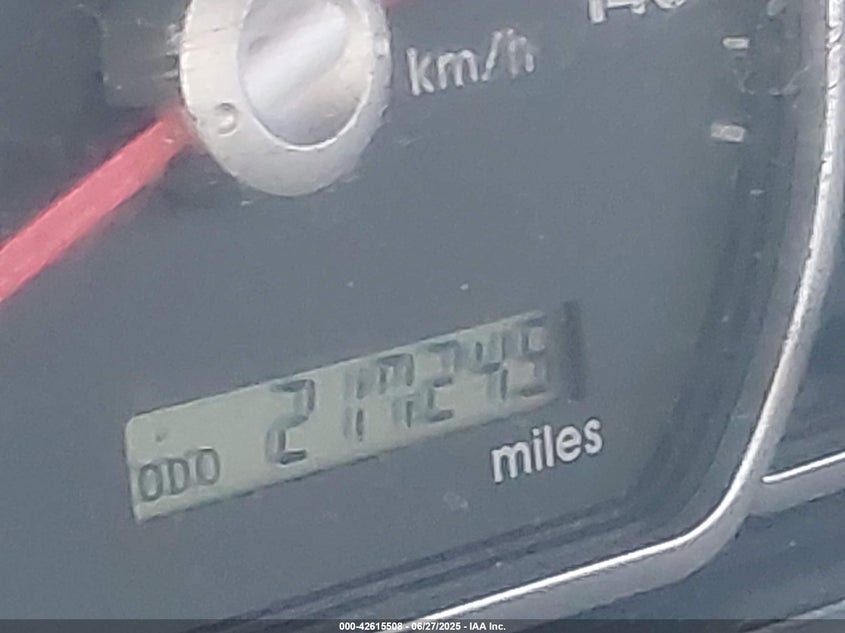 km/h
ODO 217245
miles
000-42615508 - 06/27/2025 - IAA Inc.